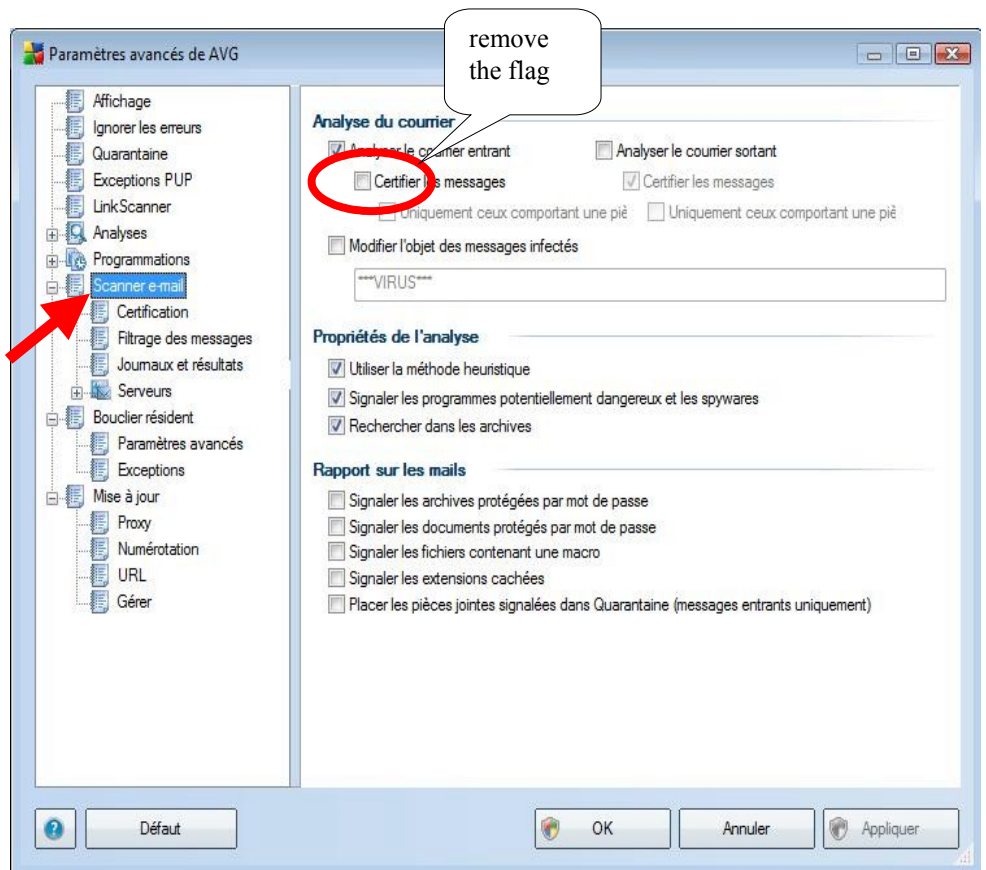 remove
the flag
Paramètres avancés de AVG
Affichage
Ignorer les erreurs
Quarantaine
Exceptions PUP
LinkScanner
Analyses
Programmations
Scanner e-mail
Certification
Filtrage des messages
Journaux et résultats
Serveurs
Bouclier résident
Paramètres avancés
Exceptions
Mise à jour
Proxy
Numérotation
URL
Gérer
Analyse du courrier
Analyser le courrier entrant
Analyser le courrier sortant
Certifier les messages
Certifier les messages
Uniquement ceux comportant une piè
Uniquement ceux comportant une piè
Modifier l'objet des messages infectés
***VIRUS***
Propriétés de l'analyse
Utiliser la méthode heuristique
Signaler les programmes potentiellement dangereux et les spywares
Rechercher dans les archives
Rapport sur les mails
Signaler les archives protégées par mot de passe
Signaler les documents protégés par mot de passe
Signaler les fichiers contenant une macro
Signaler les extensions cachées
Placer les pièces jointes signalées dans Quarantaine (messages entrants uniquement)
Défaut
OK
Annuler
Appliquer